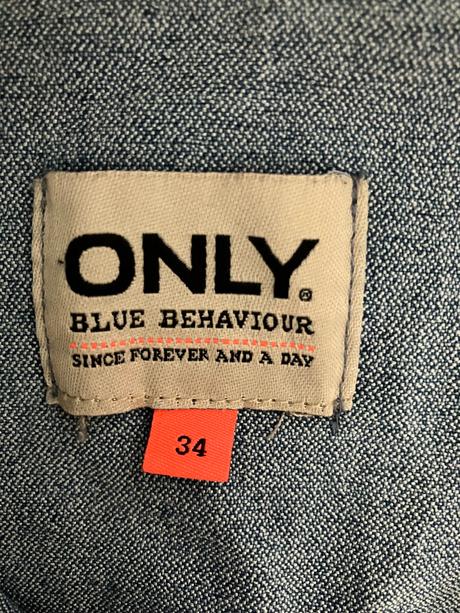 ONLY®
BLUE BEHAVIOUR
SINCE FOREVER AND A DAY
34